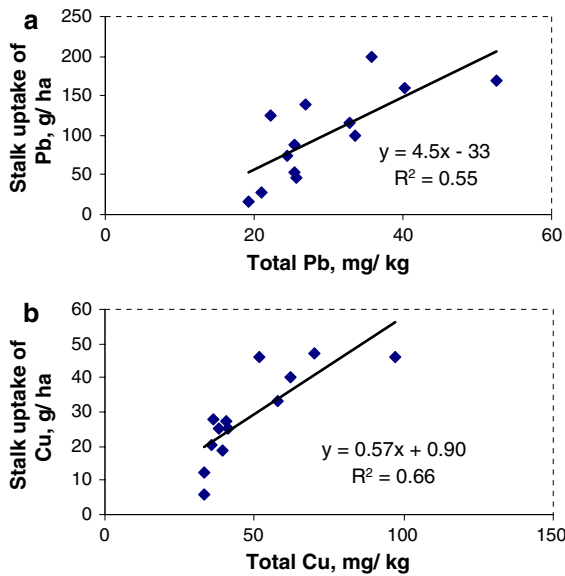 a
250
200
150
100
50
0
Stalk uptake of
Pb, g/ ha
y = 4.5x - 33
R² = 0.55
0 20 40 60
Total Pb, mg/ kg
b
60
50
40
30
20
10
0
Stalk uptake of
Cu, g/ ha
y = 0.57x + 0.90
R² = 0.66
0 50 100 150
Total Cu, mg/ kg